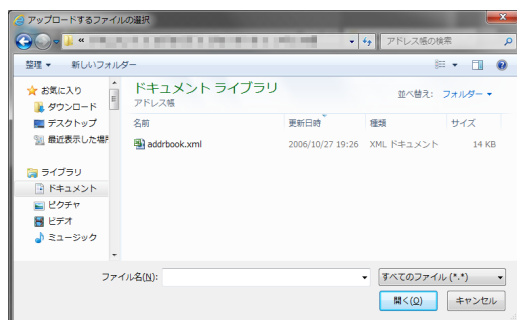 アップロードするファイルの選択
«
アドレス帳の検索
整理 新しいフォルダー
お気に入り
ダウンロード
デスクトップ
最近表示した場所
ライブラリ
ドキュメント
ピクチャ
ビデオ
ミュージック
ドキュメント ライブラリ
アドレス帳
並べ替え: フォルダー
名前 更新日時 種類 サイズ
addrbook.xml 2006/10/27 19:26 XML ドキュメント 14 KB
ファイル名(N): すべてのファイル (*.*)
開く(O) キャンセル